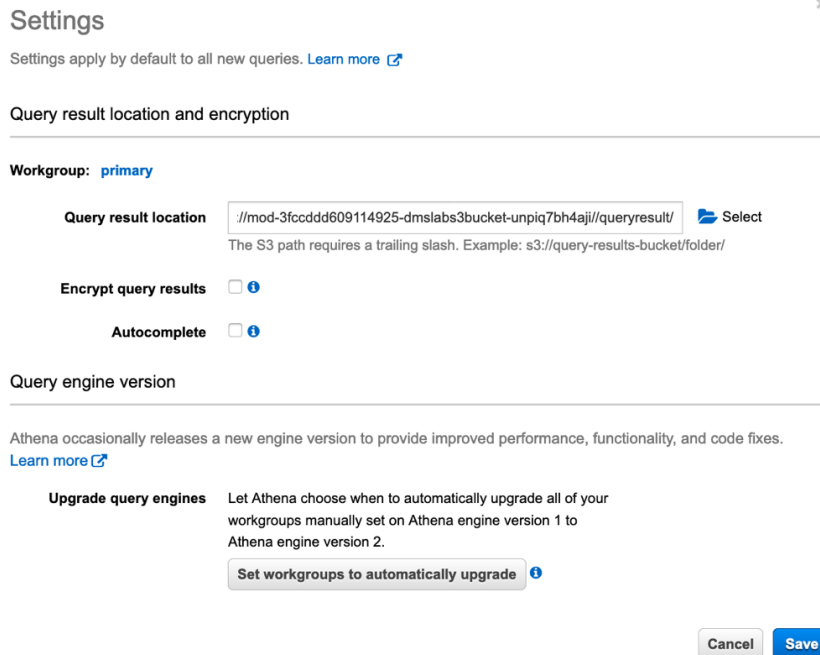 Settings
Settings apply by default to all new queries. Learn more
Query result location and encryption
Workgroup: primary
Query result location ://mod-3fccddd609114925-dmslabs3bucket-unpiq7bh4aji//queryresult/ Select
The S3 path requires a trailing slash. Example: s3://query-results-bucket/folder/
Encrypt query results
Autocomplete
Query engine version
Athena occasionally releases a new engine version to provide improved performance, functionality, and code fixes.
Learn more
Upgrade query engines Let Athena choose when to automatically upgrade all of your
workgroups manually set on Athena engine version 1 to
Athena engine version 2.
Set workgroups to automatically upgrade
Cancel Save